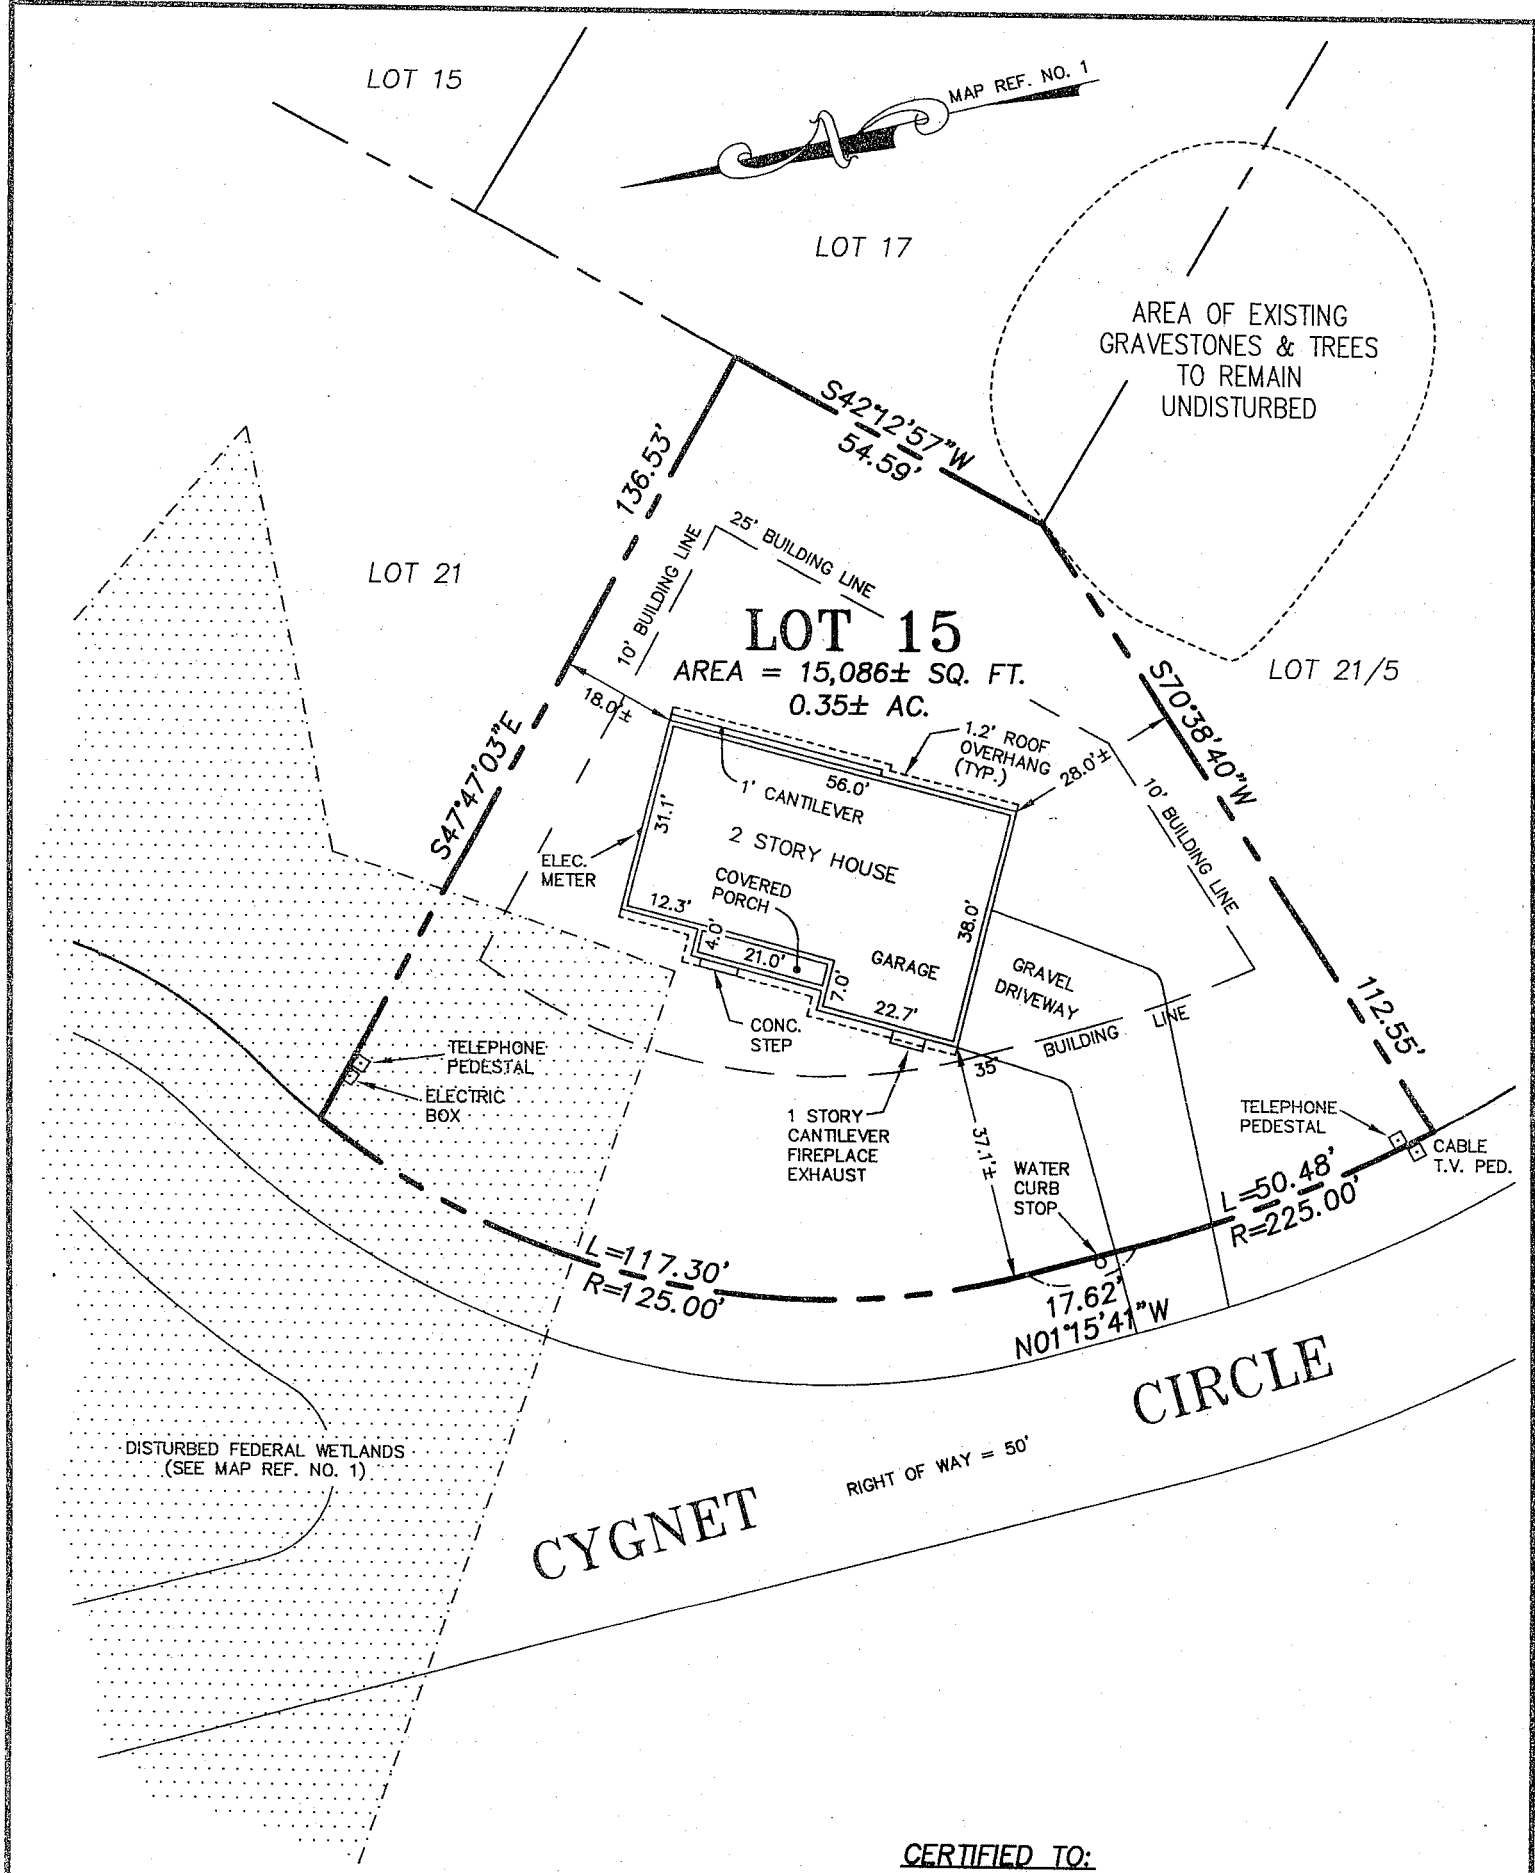 LOT 15
MAP REF. NO. 1
N
LOT 17
AREA OF EXISTING
GRAVESTONES & TREES
TO REMAIN
UNDISTURBED
S42°12'57"W
54.59'
136.53'
25' BUILDING LINE
10' BUILDING LINE
LOT 21
LOT 15
AREA = 15,086± SQ. FT.
0.35± AC.
LOT 21/5
S70°38'40"W
18.0'±
1.2' ROOF
OVERHANG
(TYP.)
28.0'±
S47°47'03"E
56.0'
1' CANTILEVER
31.1'
2 STORY HOUSE
10' BUILDING LINE
ELEC.
METER
COVERED
PORCH
12.3'
4.0'
21.0'
38.0'
GARAGE
7.0'
22.7'
GRAVEL
DRIVEWAY
112.55'
CONC.
STEP
35' BUILDING LINE
TELEPHONE
PEDESTAL
ELECTRIC
BOX
1 STORY
CANTILEVER
FIREPLACE
EXHAUST
37.1'±
TELEPHONE
PEDESTAL
CABLE
T.V. PED.
WATER
CURB
STOP
L=50.48'
R=225.00'
L=117.30'
R=125.00'
17.62'
N01°15'41"W
CIRCLE
DISTURBED FEDERAL WETLANDS
(SEE MAP REF. NO. 1)
RIGHT OF WAY = 50'
CYGNET
CERTIFIED TO: